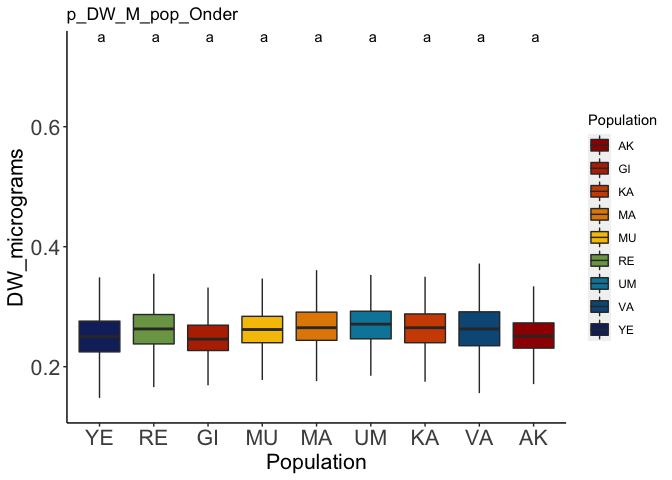 p_DW_M_pop_Onder
a a a a a a a a a
0.6
0.4
0.2
DW_micrograms
YE RE GI MU MA UM KA VA AK
Population
Population
AK
GI
KA
MA
MU
RE
UM
VA
YE